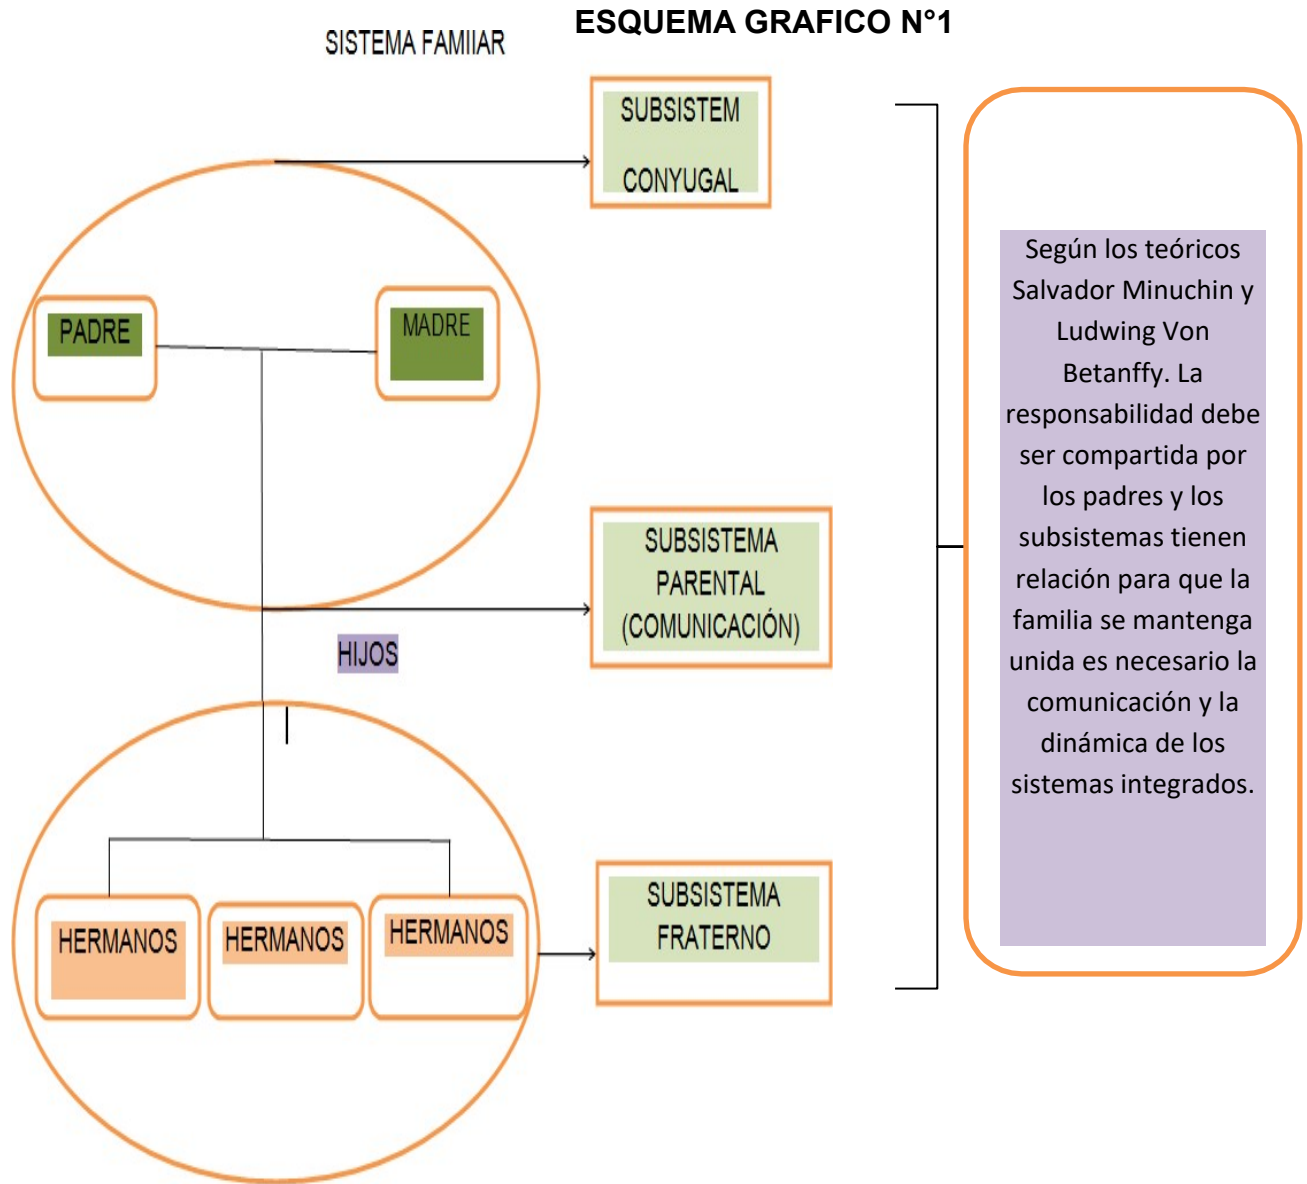 ESQUEMA GRAFICO N°1
SISTEMA FAMIIAR
SUBSISTEM
CONYUGAL
PADRE
MADRE
SUBSISTEMA
PARENTAL
(COMUNICACIÓN)
HIJOS
HERMANOS
HERMANOS
HERMANOS
SUBSISTEMA
FRATERNO
Según los teóricos
Salvador Minuchin y
Ludwing Von
Betanffy. La
responsabilidad debe
ser compartida por
los padres y los
subsistemas tienen
relación para que la
familia se mantenga
unida es necesario la
comunicación y la
dinámica de los
sistemas integrados.